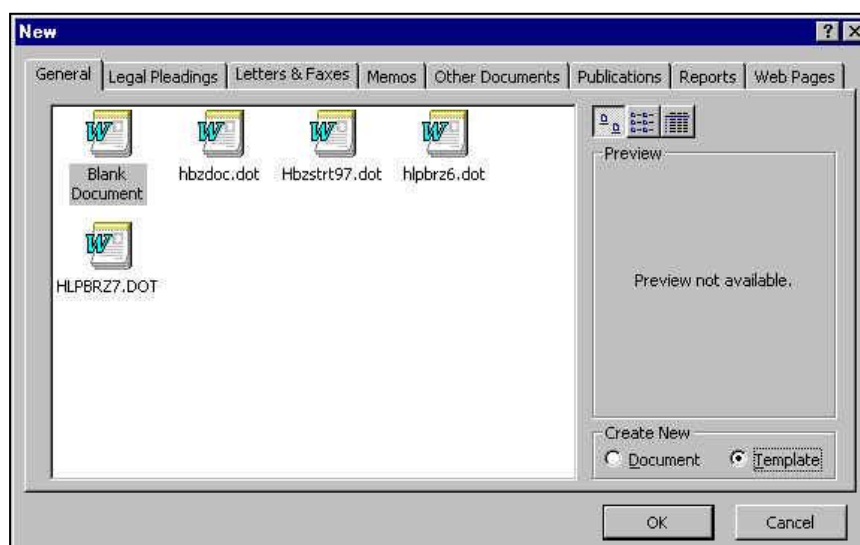 New
General Legal Pleadings Letters & Faxes Memos Other Documents Publications Reports Web Pages
Blank
Document
hbzdoc.dot Hbzstrt97.dot hlpbrz6.dot
HLPBRZ7.DOT
Preview
Preview not available.
Create New
Document Template
OK Cancel